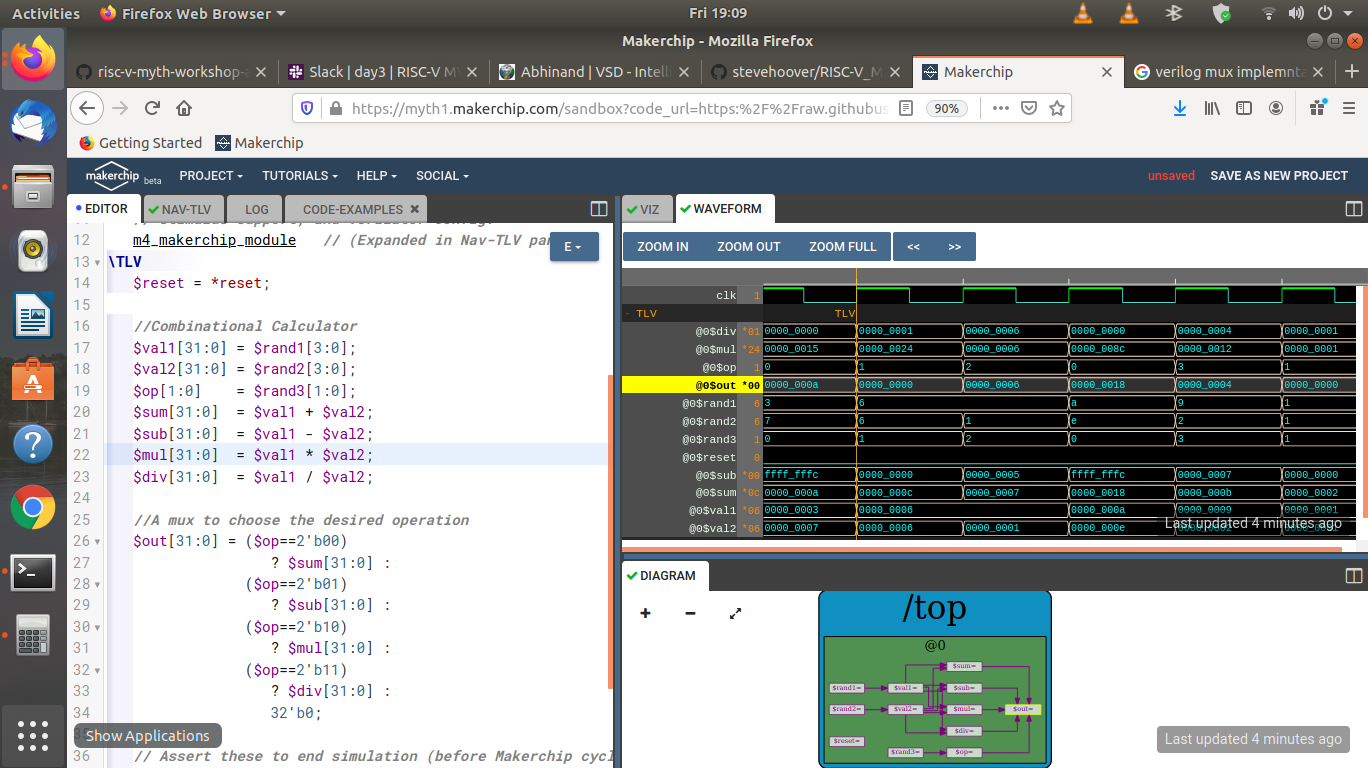 Activities Firefox Web Browser Fri 19:09
Makerchip - Mozilla Firefox
risc-v-myth-workshop- Slack | day3 | RISC-V M Abhinand | VSD - Intelli stevehoover/RISC-V_M Makerchip verilog mux implemnta
https://myth1.makerchip.com/sandbox?code_url=https:%2F%2Fraw.githubus 90%
Getting Started Makerchip
makerchip beta PROJECT TUTORIALS HELP SOCIAL unsaved SAVE AS NEW PROJECT
EDITOR NAV-TLV LOG CODE-EXAMPLES
12 m4_makerchip_module // (Expanded in Nav-TLV pan
E
13 \TLV
14 $reset = *reset;
15
16 //Combinational Calculator
17 $val1[31:0] = $rand1[3:0];
18 $val2[31:0] = $rand2[3:0];
19 $op[1:0] = $rand3[1:0];
20 $sum[31:0] = $val1 + $val2;
21 $sub[31:0] = $val1 - $val2;
22 $mul[31:0] = $val1 * $val2;
23 $div[31:0] = $val1 / $val2;
24
25 //A mux to choose the desired operation
26 $out[31:0] = ($op==2'b00)
27 ? $sum[31:0] :
28 ($op==2'b01)
29 ? $sub[31:0] :
30 ($op==2'b10)
31 ? $mul[31:0] :
32 ($op==2'b11)
33 ? $div[31:0] :
34 32'b0;
Show Applications
36 // Assert these to end simulation (before Makerchip cycl
VIZ WAVEFORM
ZOOM IN ZOOM OUT ZOOM FULL << >>
clk 1
- TLV TLV
@0$div *01 0000_0000 0000_0001 0000_0006 0000_0000 0000_0004 0000_0001
@0$mul *24 0000_0015 0000_0024 0000_0006 0000_008c 0000_0012 0000_0001
@0$op 1 0 1 2 0 3 1
@0$out *00 0000_000a 0000_0000 0000_0006 0000_0018 0000_0004 0000_0000
@0$rand1 6 3 6 a 9 1
@0$rand2 6 7 6 1 e 2 1
@0$rand3 1 0 1 2 0 3 1
@0$reset 0
@0$sub *00 ffff_fffc 0000_0000 0000_0005 ffff_fffc 0000_0007 0000_0000
@0$sum *0c 0000_000a 0000_000c 0000_0007 0000_0018 0000_000b 0000_0002
@0$val1 *06 0000_0003 0000_0006 0000_000a 0000_0009 0000_0001
@0$val2 *06 0000_0007 0000_0006 0000_0001 0000_000e
Last updated 4 minutes ago
DIAGRAM
+ −
/top
@0
$sum=
$rand1= $val1= $sub=
$rand2= $val2= $mul= $out=
$div=
$reset=
$rand3= $op=
Last updated 4 minutes ago